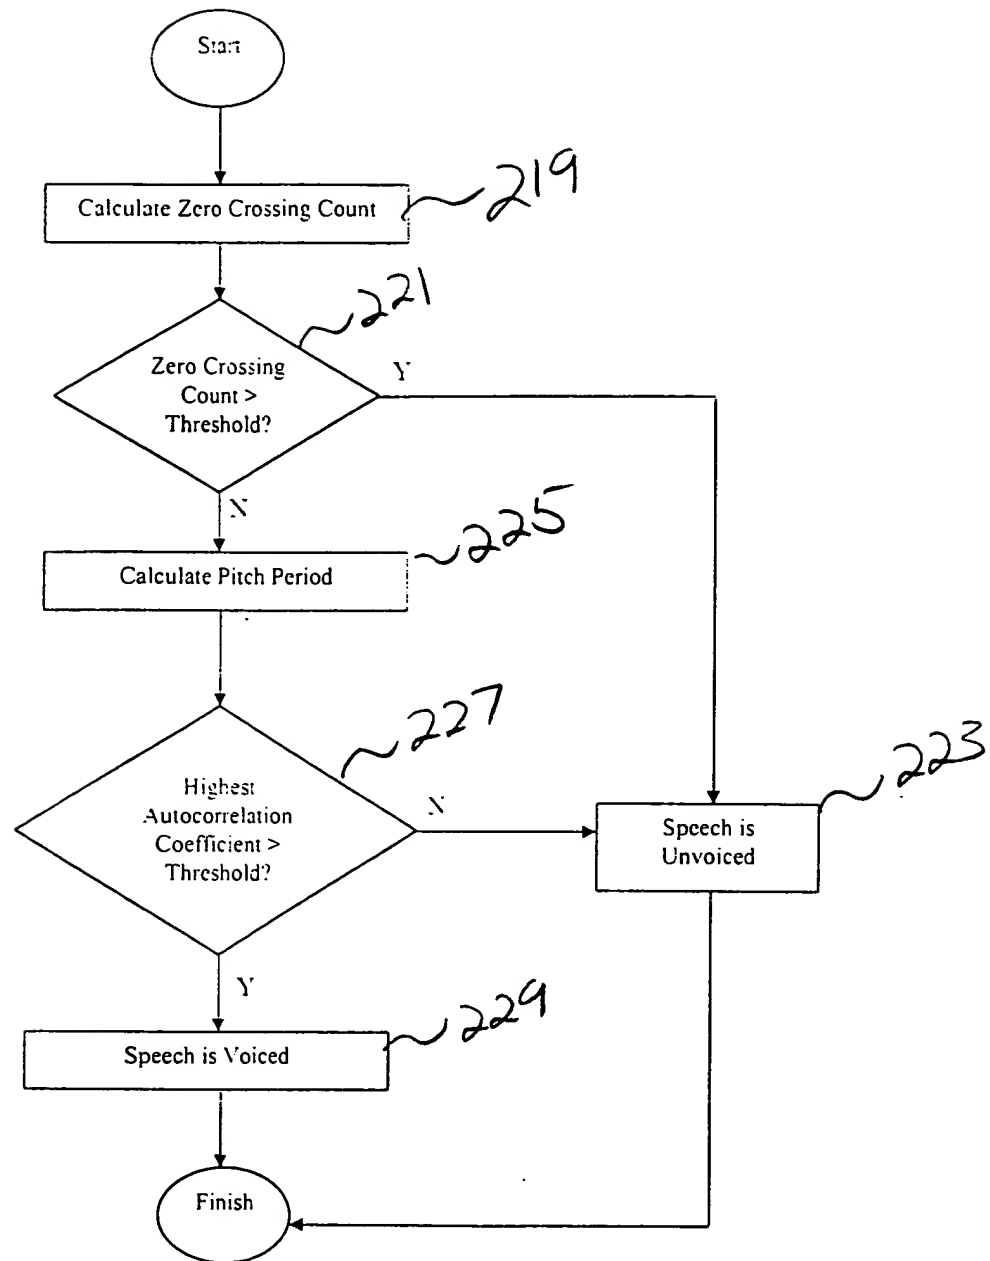 Start
Calculate Zero Crossing Count
219
221
Zero Crossing
Count >
Threshold?
Y
N
225
Calculate Pitch Period
227
Highest
Autocorrelation
Coefficient >
Threshold?
N
223
Speech is
Unvoiced
Y
229
Speech is Voiced
Finish